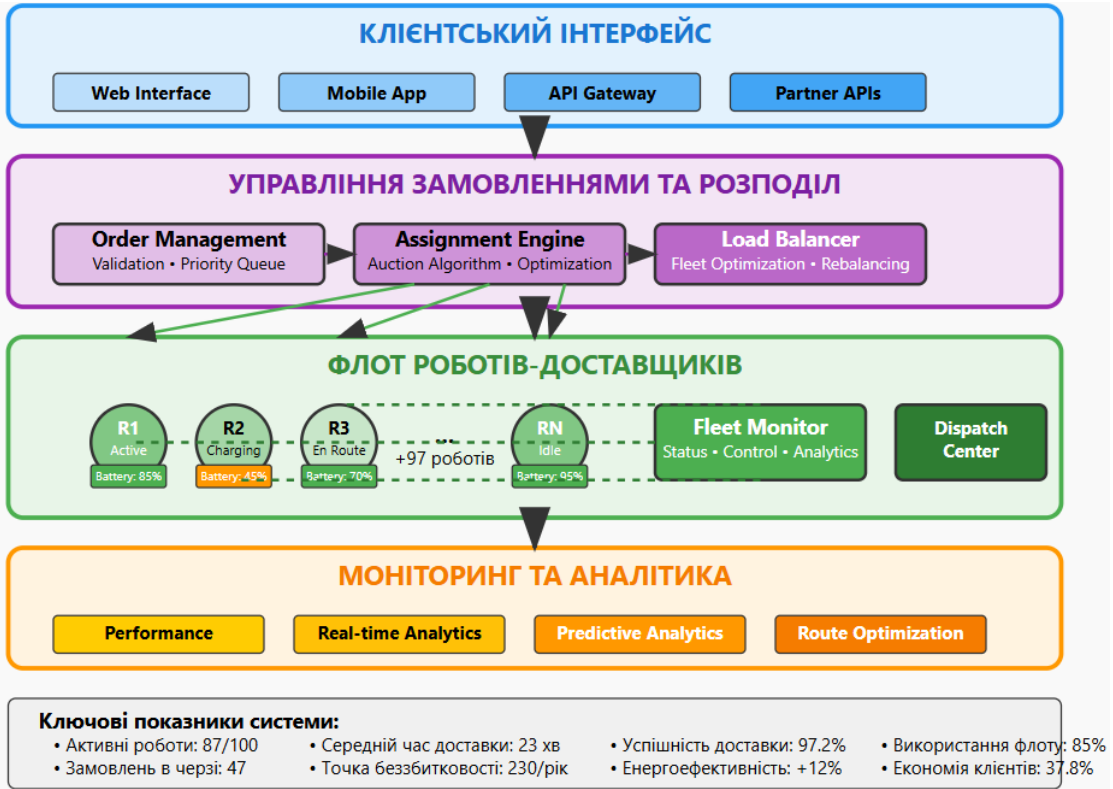 КЛІЄНТСЬКИЙ ІНТЕРФЕЙС
Web Interface
Mobile App
API Gateway
Partner APIs
УПРАВЛІННЯ ЗАМОВЛЕННЯМИ ТА РОЗПОДІЛ
Order Management
Validation • Priority Queue
Assignment Engine
Auction Algorithm • Optimization
Load Balancer
Fleet Optimization • Rebalancing
ФЛОТ РОБОТІВ-ДОСТАВЩИКІВ
R1
Active
Battery: 85%
R2
Charging
Battery: 45%
R3
En Route
Battery: 70%
...
+97 роботів
RN
Idle
Battery: 95%
Fleet Monitor
Status • Control • Analytics
Dispatch
Center
МОНІТОРИНГ ТА АНАЛІТИКА
Performance
Real-time Analytics
Predictive Analytics
Route Optimization
Ключові показники системи:
• Активні роботи: 87/100
• Середній час доставки: 23 хв
• Успішність доставки: 97.2%
• Використання флоту: 85%
• Замовлень в черзі: 47
• Точка беззбитковості: 230/рік
• Енергоефективність: +12%
• Економія клієнтів: 37.8%